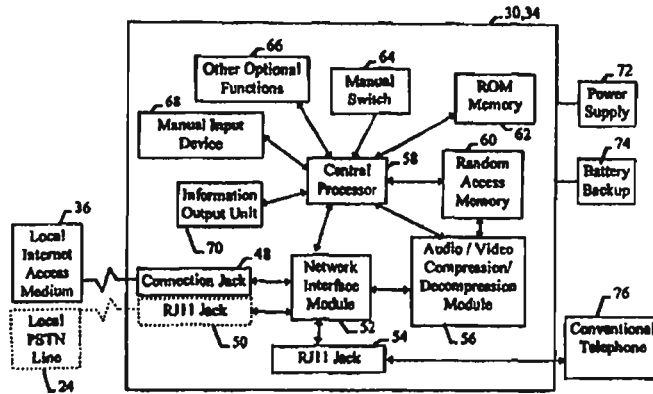 30,34
66
Other Optional
Functions
64
Manual
Switch
ROM
Memory
62
72
Power
Supply
68
Manual Input
Device
58
Central
Processor
60
Random
Access
Memory
74
Battery
Backup
Information
Output Unit
70
36
Local
Internet
Access
Medium
48
Connection Jack
RJ11 Jack
50
Network
Interface
Module
52
Audio / Video
Compression/
Decompression
Module
56
54
RJ11 Jack
76
Conventional
Telephone
Local
PSTN
Line
24